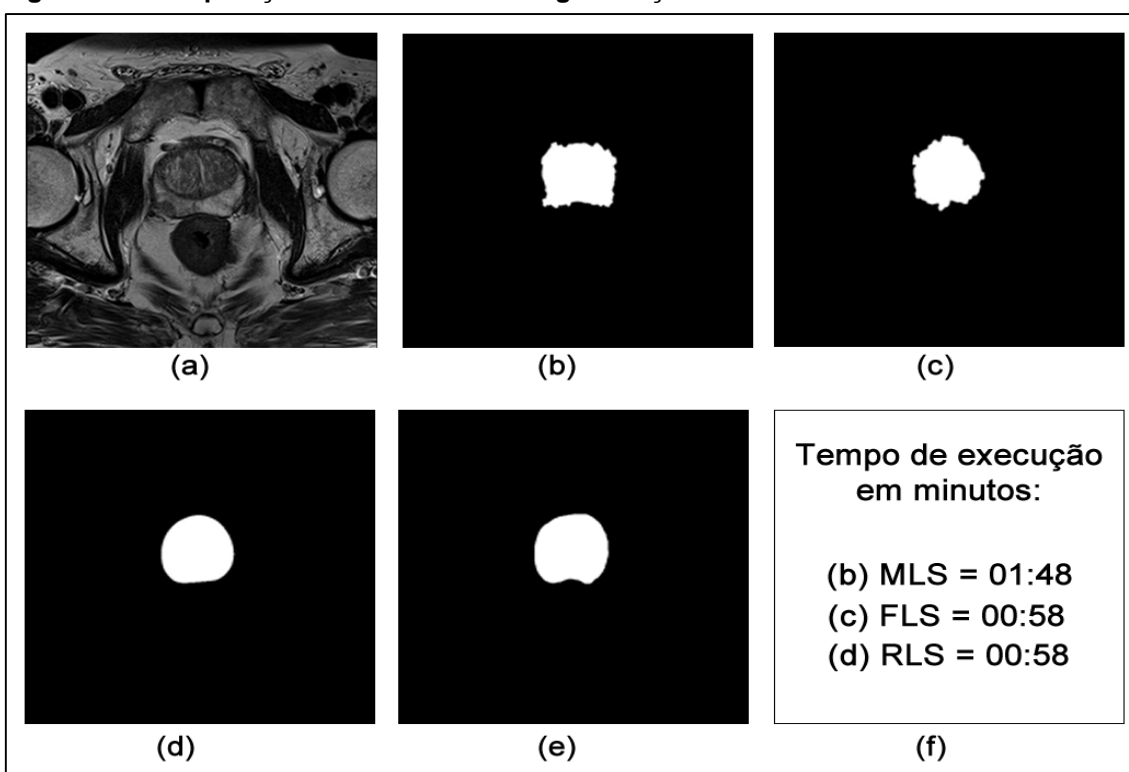 (a)
(b)
(c)
Tempo de execução
em minutos:
(b) MLS = 01:48
(c) FLS = 00:58
(d) RLS = 00:58
(d)
(e)
(f)